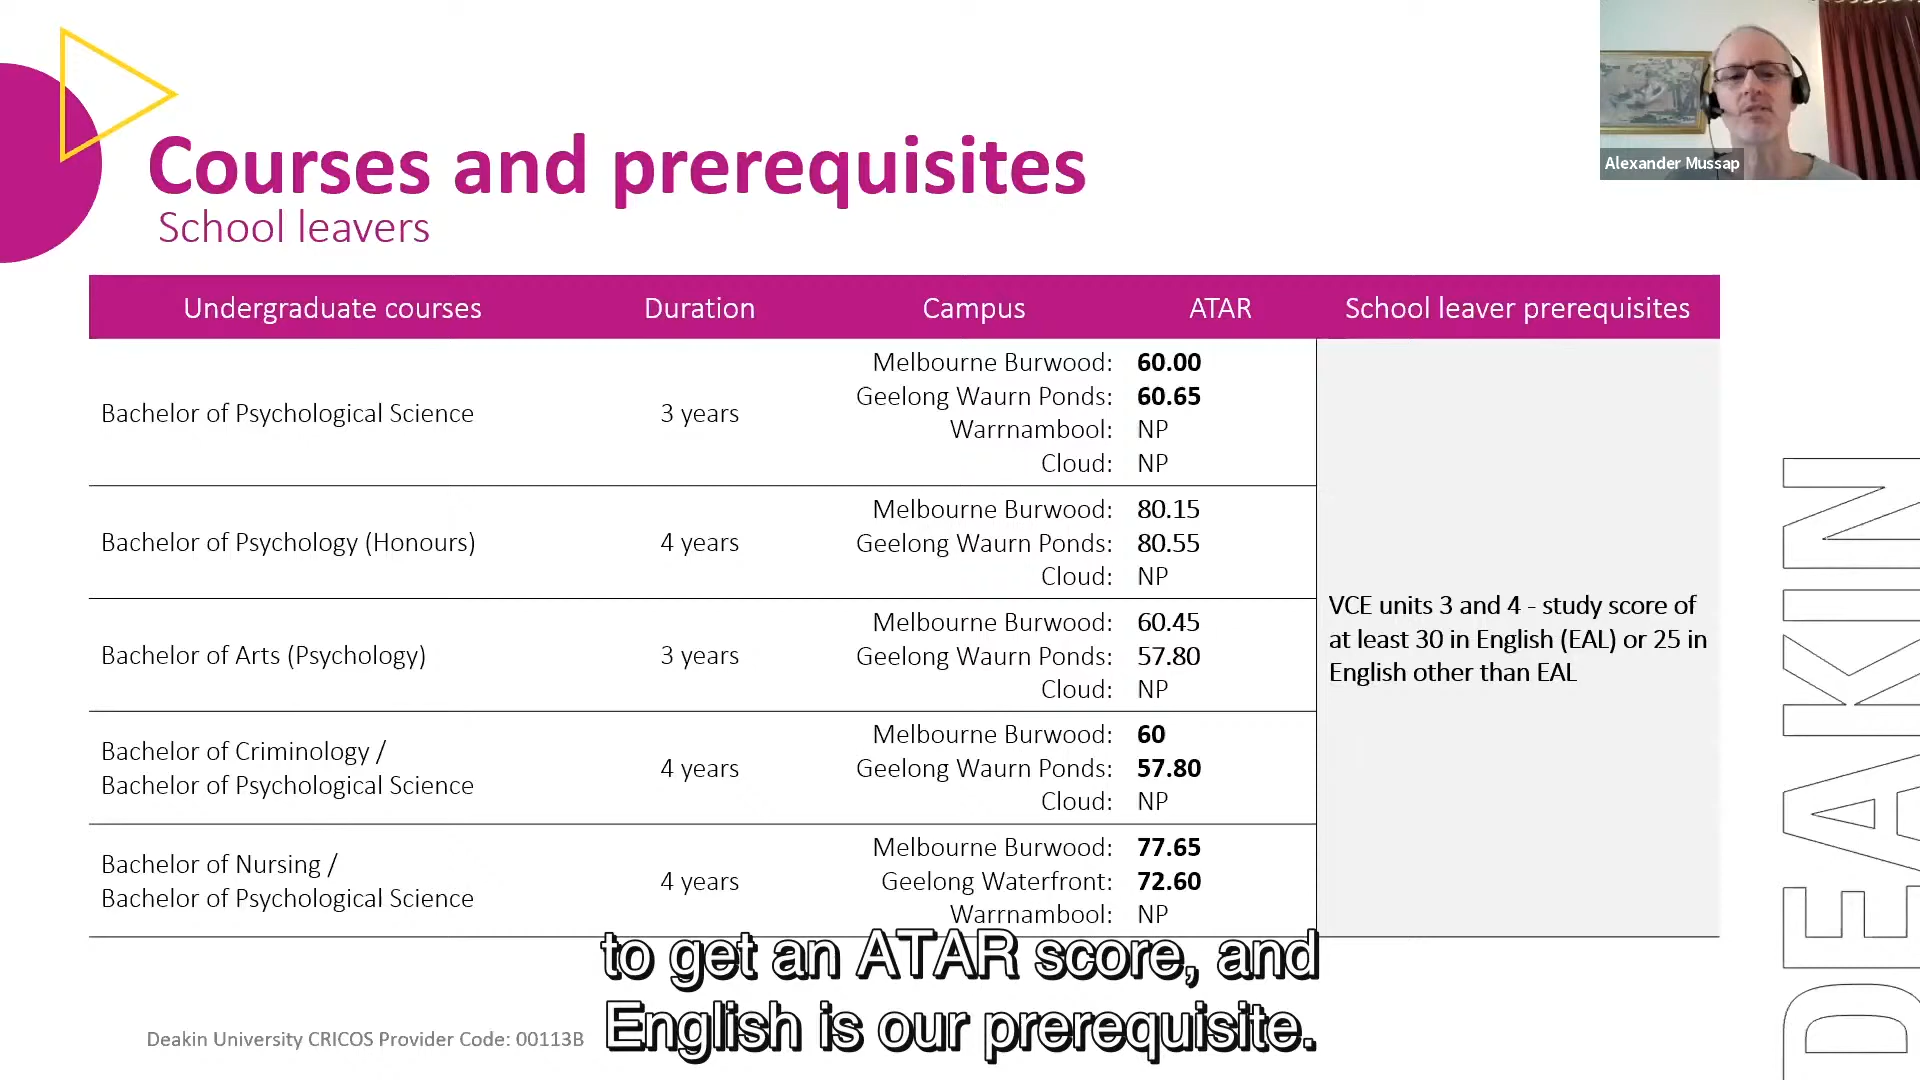 Alexander Mussap
Courses and prerequisites
School leavers
Undergraduate courses Duration Campus ATAR School leaver prerequisites
Bachelor of Psychological Science 3 years
Melbourne Burwood: 60.00
Geelong Waurn Ponds: 60.65
Warrnambool: NP
Cloud: NP
Bachelor of Psychology (Honours) 4 years
Melbourne Burwood: 80.15
Geelong Waurn Ponds: 80.55
Cloud: NP
Bachelor of Arts (Psychology) 3 years
Melbourne Burwood: 60.45
Geelong Waurn Ponds: 57.80
Cloud: NP
Bachelor of Criminology /
Bachelor of Psychological Science
4 years
Melbourne Burwood: 60
Geelong Waurn Ponds: 57.80
Cloud: NP
Bachelor of Nursing /
Bachelor of Psychological Science
4 years
Melbourne Burwood: 77.65
Geelong Waterfront: 72.60
Warrnambool: NP
VCE units 3 and 4 - study score of
at least 30 in English (EAL) or 25 in
English other than EAL
DEAKIN
to get an ATAR score, and
English is our prerequisite.
Deakin University CRICOS Provider Code: 00113B